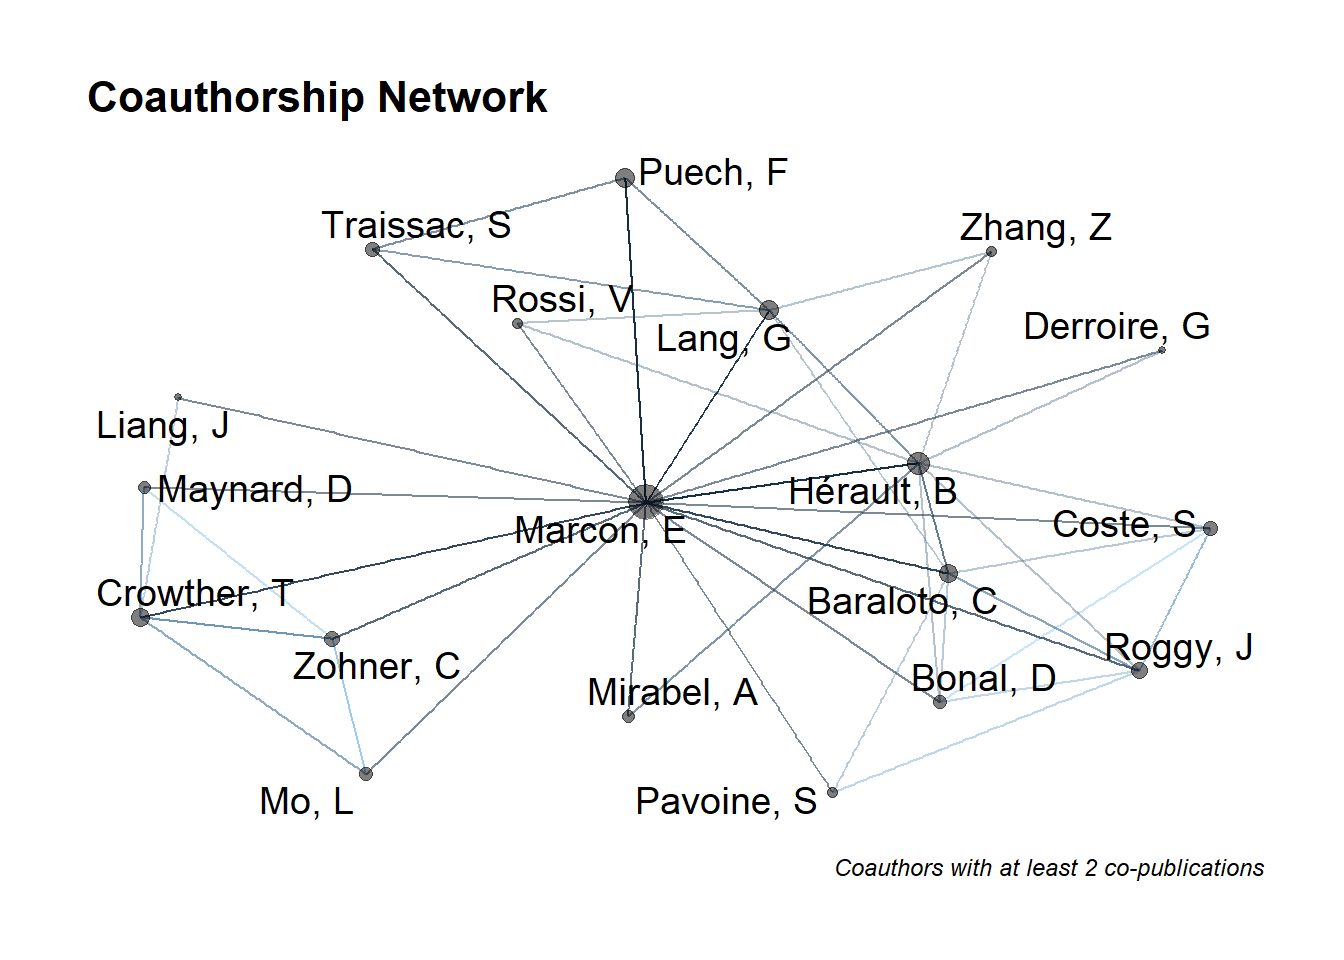 Coauthorship Network
Puech, F
Traissac, S
Zhang, Z
Rossi, V
Lang, G
Derroire, G
Liang, J
Maynard, D
Hérault, B
Marcon, E
Coste, S
Crowther, T
Baraloto, C
Zohner, C
Roggy, J
Mirabel, A
Bonal, D
Mo, L
Pavoine, S
Coauthors with at least 2 co-publications